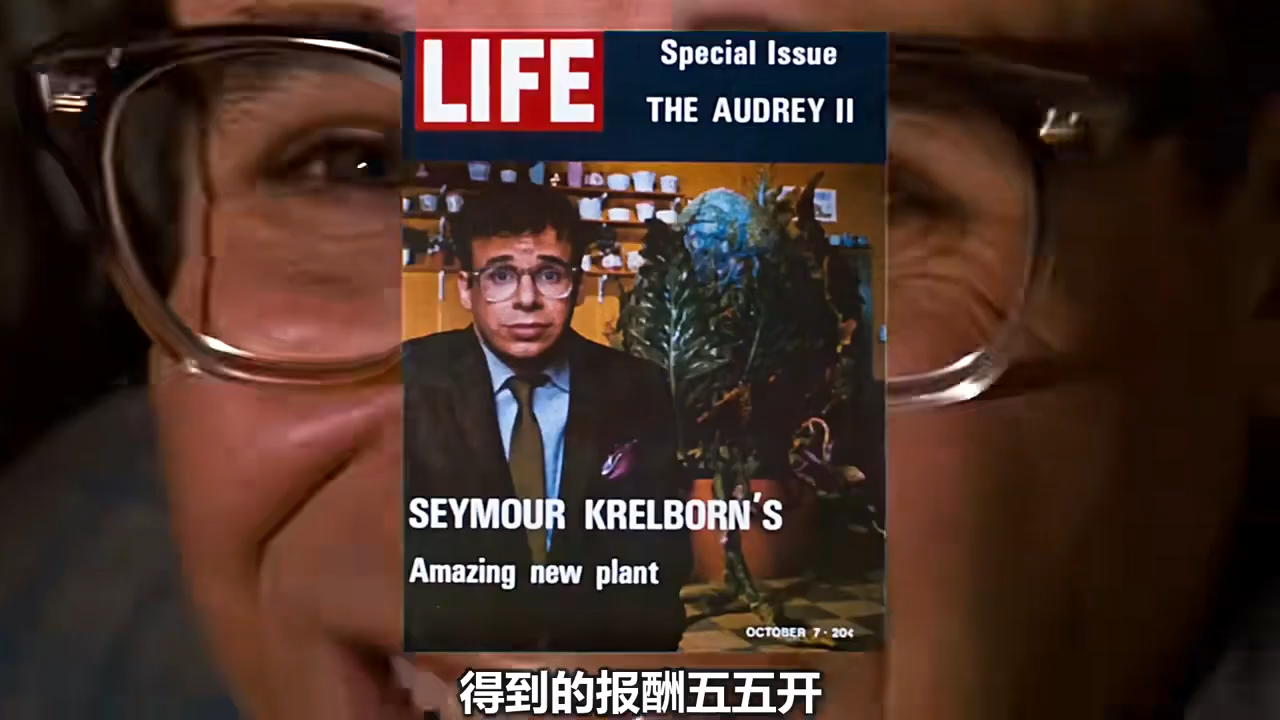 LIFE
Special Issue
THE AUDREY II
SEYMOUR KRELBORN'S
Amazing new plant
OCTOBER 7 · 20¢
得到的报酬五五开